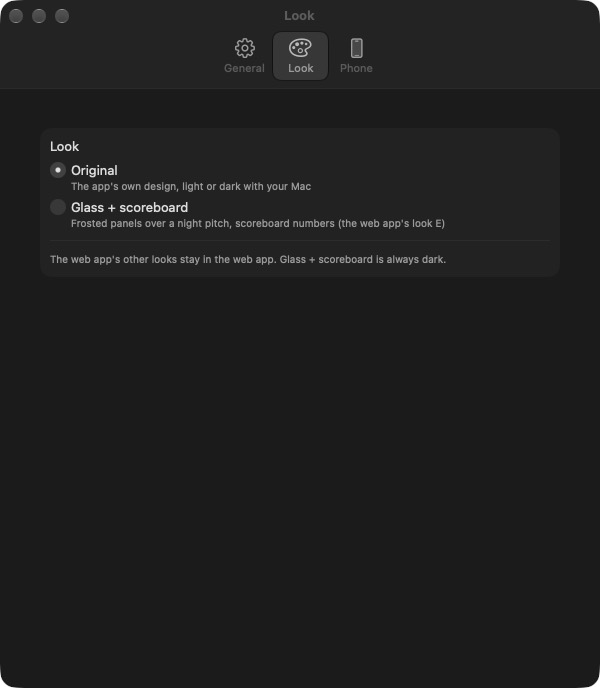 Look
General
Look
Phone
Look
Original
The app's own design, light or dark with your Mac
Glass + scoreboard
Frosted panels over a night pitch, scoreboard numbers (the web app's look E)
The web app's other looks stay in the web app. Glass + scoreboard is always dark.